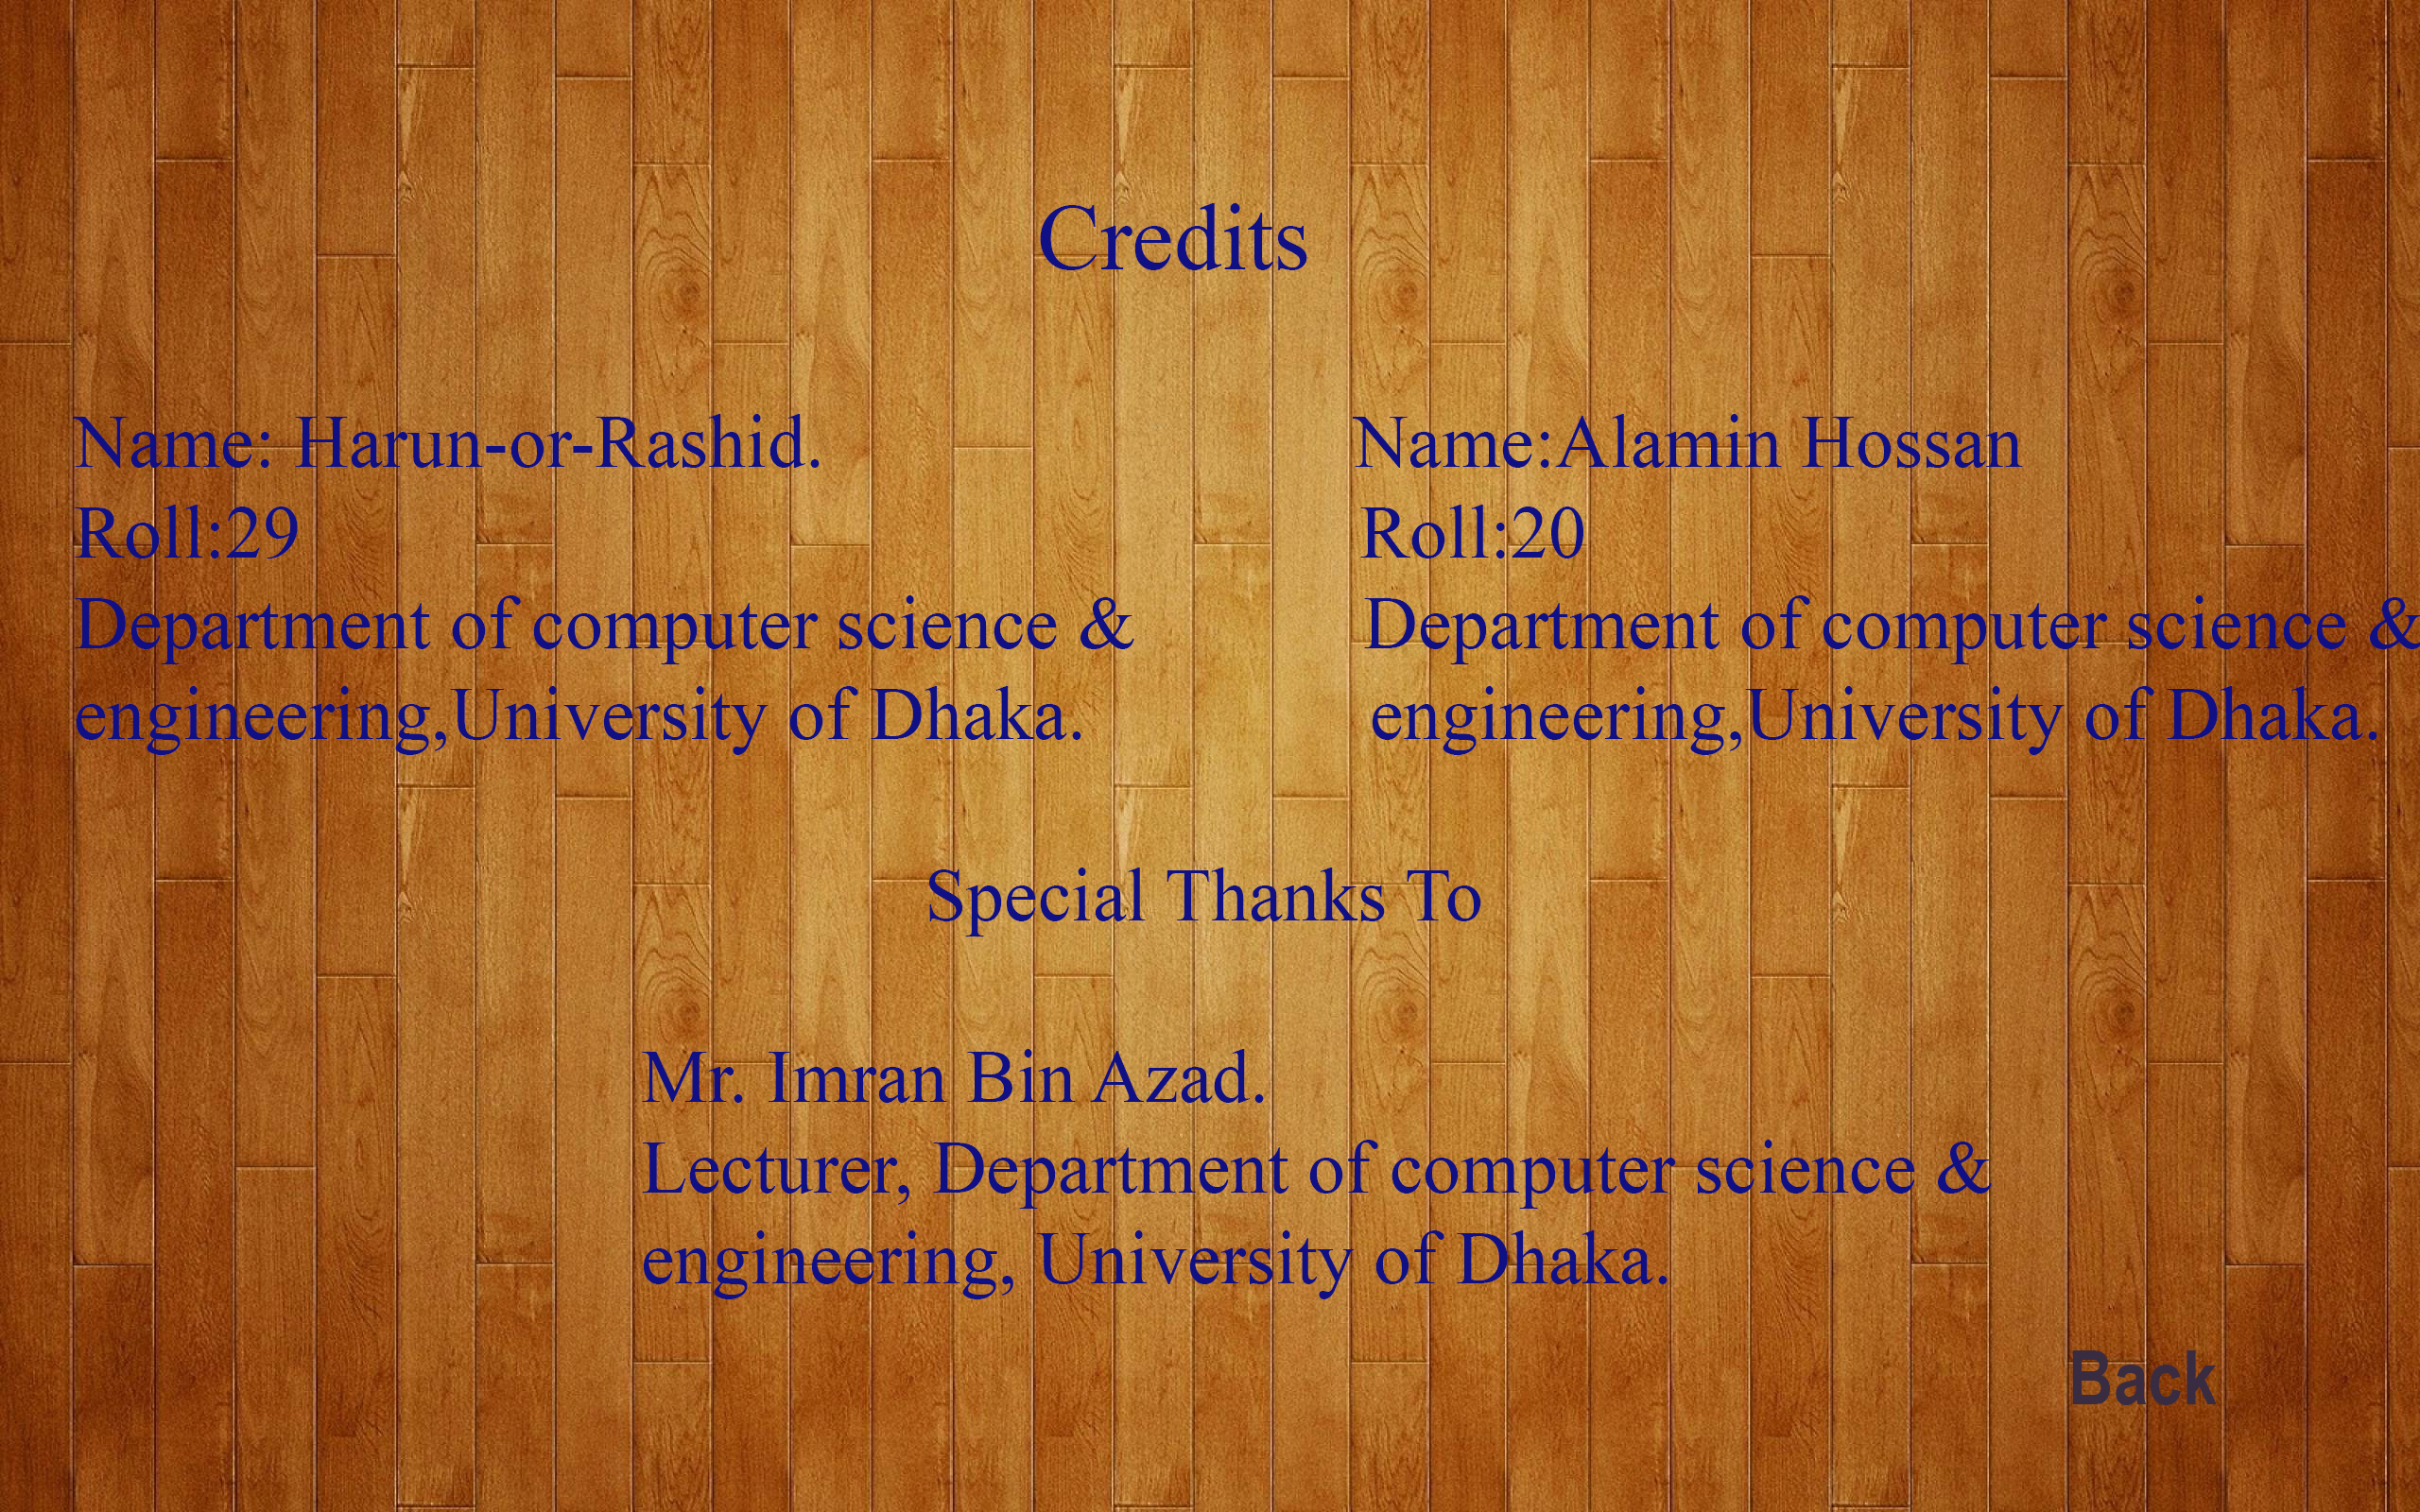 Credits
Name: Harun-or-Rashid.
Roll:29
Department of computer science &
engineering,University of Dhaka.
Name:Alamin Hossan
Roll:20
Department of computer science &
engineering,University of Dhaka.
Special Thanks To
Mr. Imran Bin Azad.
Lecturer, Department of computer science &
engineering, University of Dhaka.
Back